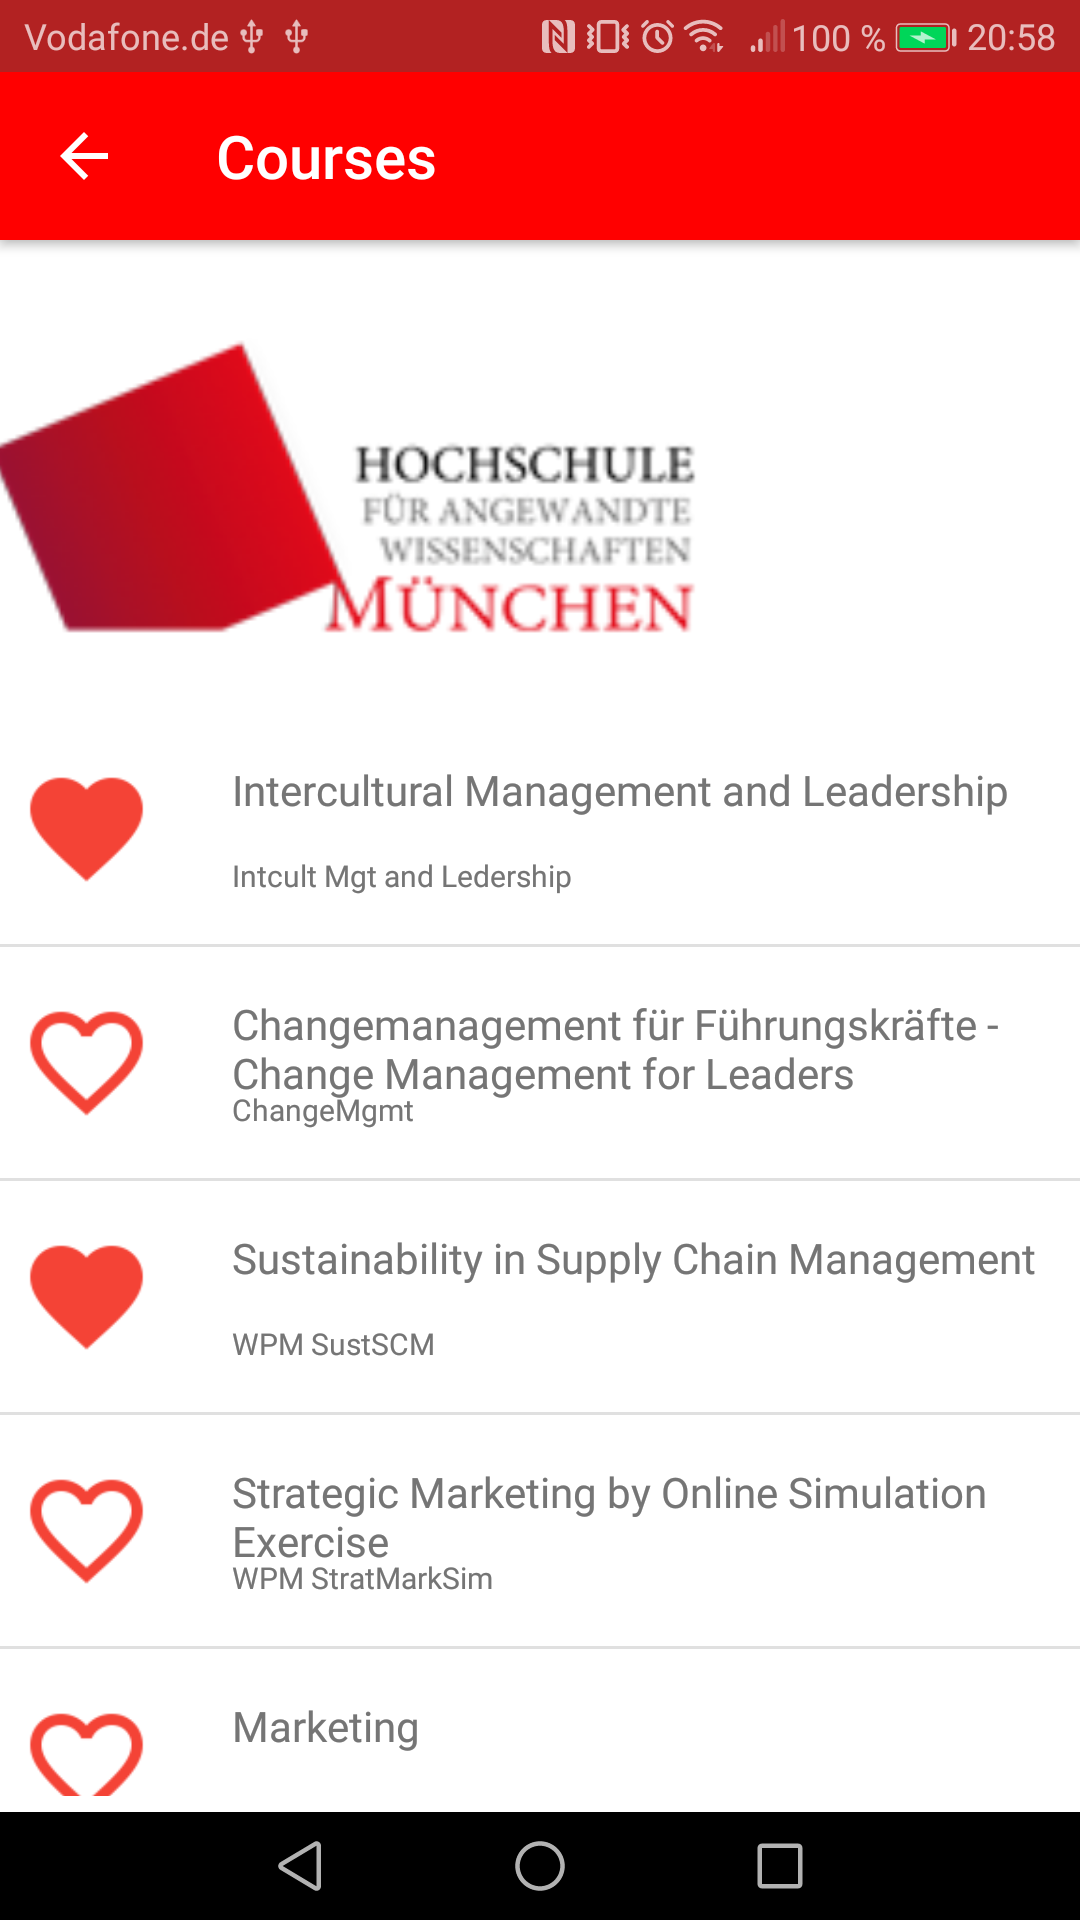 Vodafone.de 100 % 20:58
Courses
HOCHSCHULE
FÜR ANGEWANDTE
WISSENSCHAFTEN
MÜNCHEN
Intercultural Management and Leadership
Intcult Mgt and Ledership
Changemanagement für Führungskräfte -
Change Management for Leaders
ChangeMgmt
Sustainability in Supply Chain Management
WPM SustSCM
Strategic Marketing by Online Simulation
Exercise
WPM StratMarkSim
Marketing